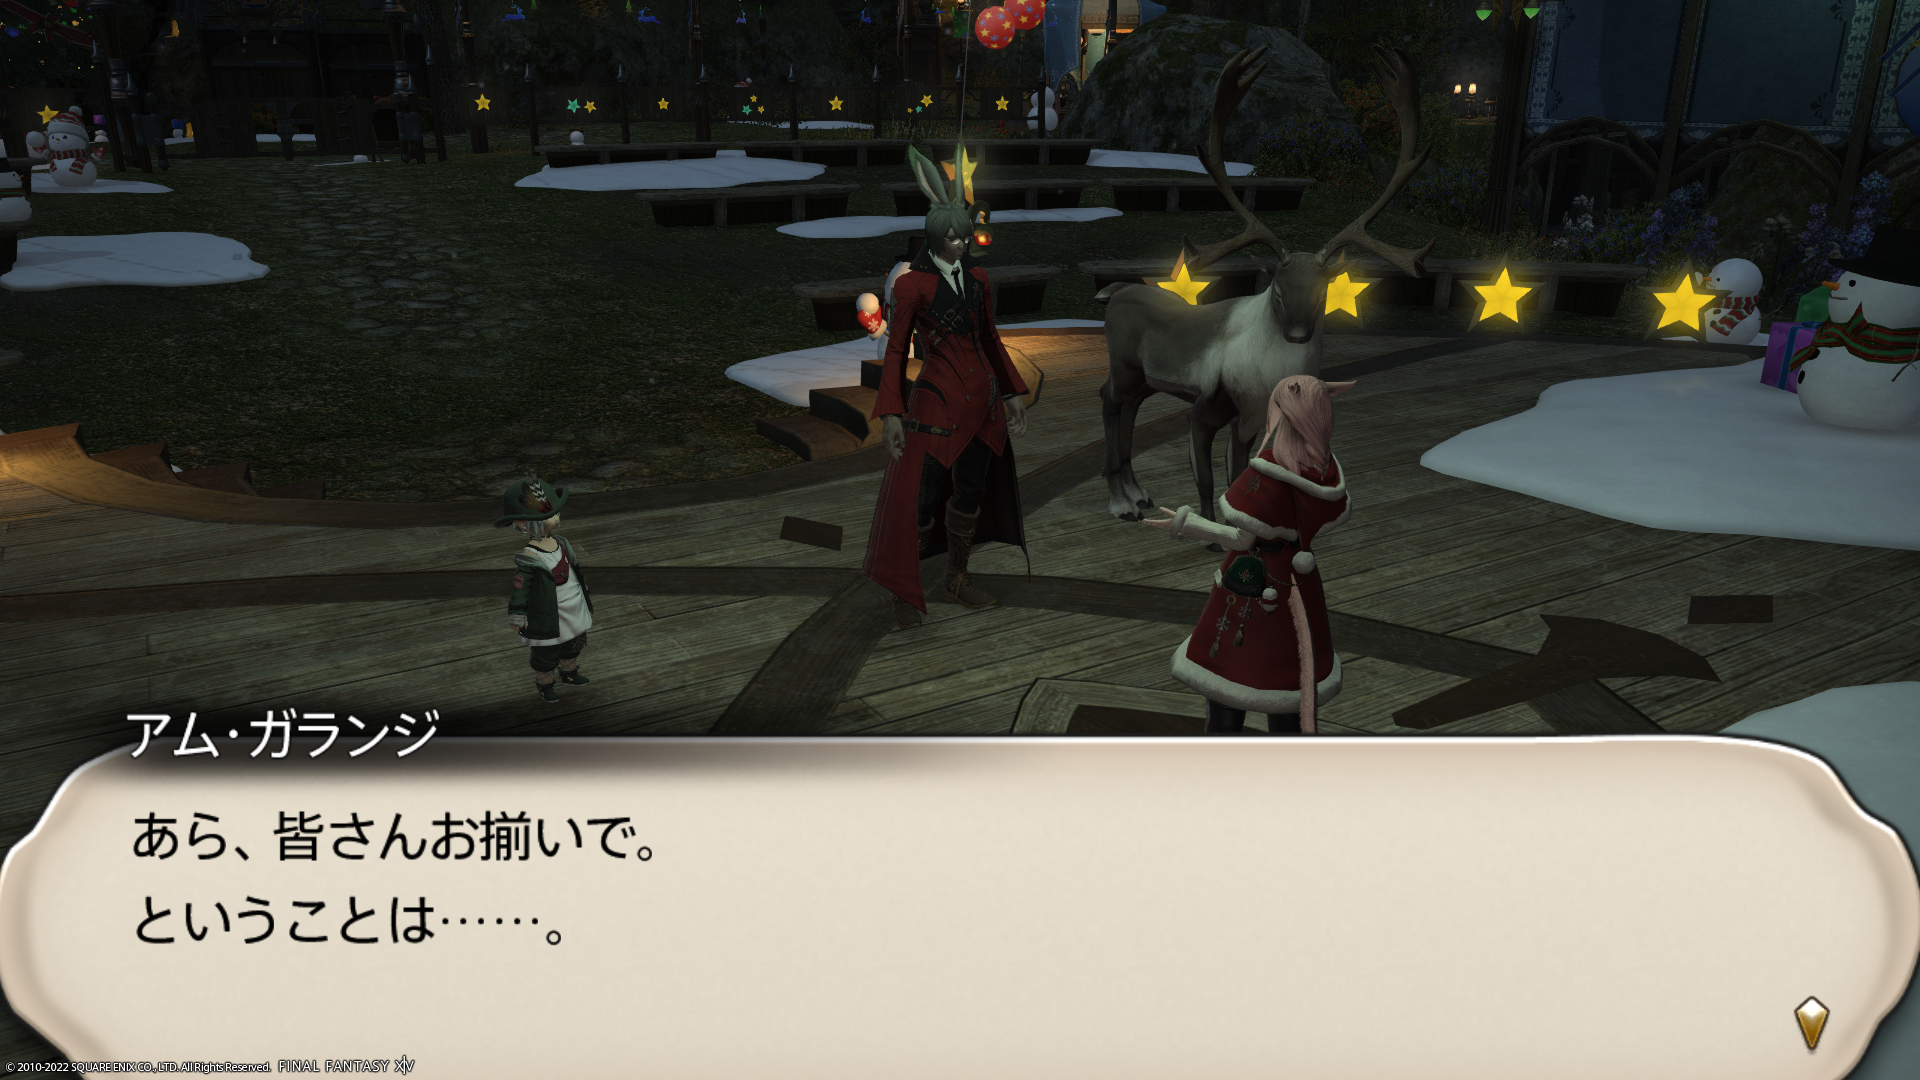 アム・ガランジ
あら、皆さんお揃いで。
ということは……。
© 2010-2022 SQUARE ENIX CO., LTD. All Rights Reserved. FINAL FANTASY XIV